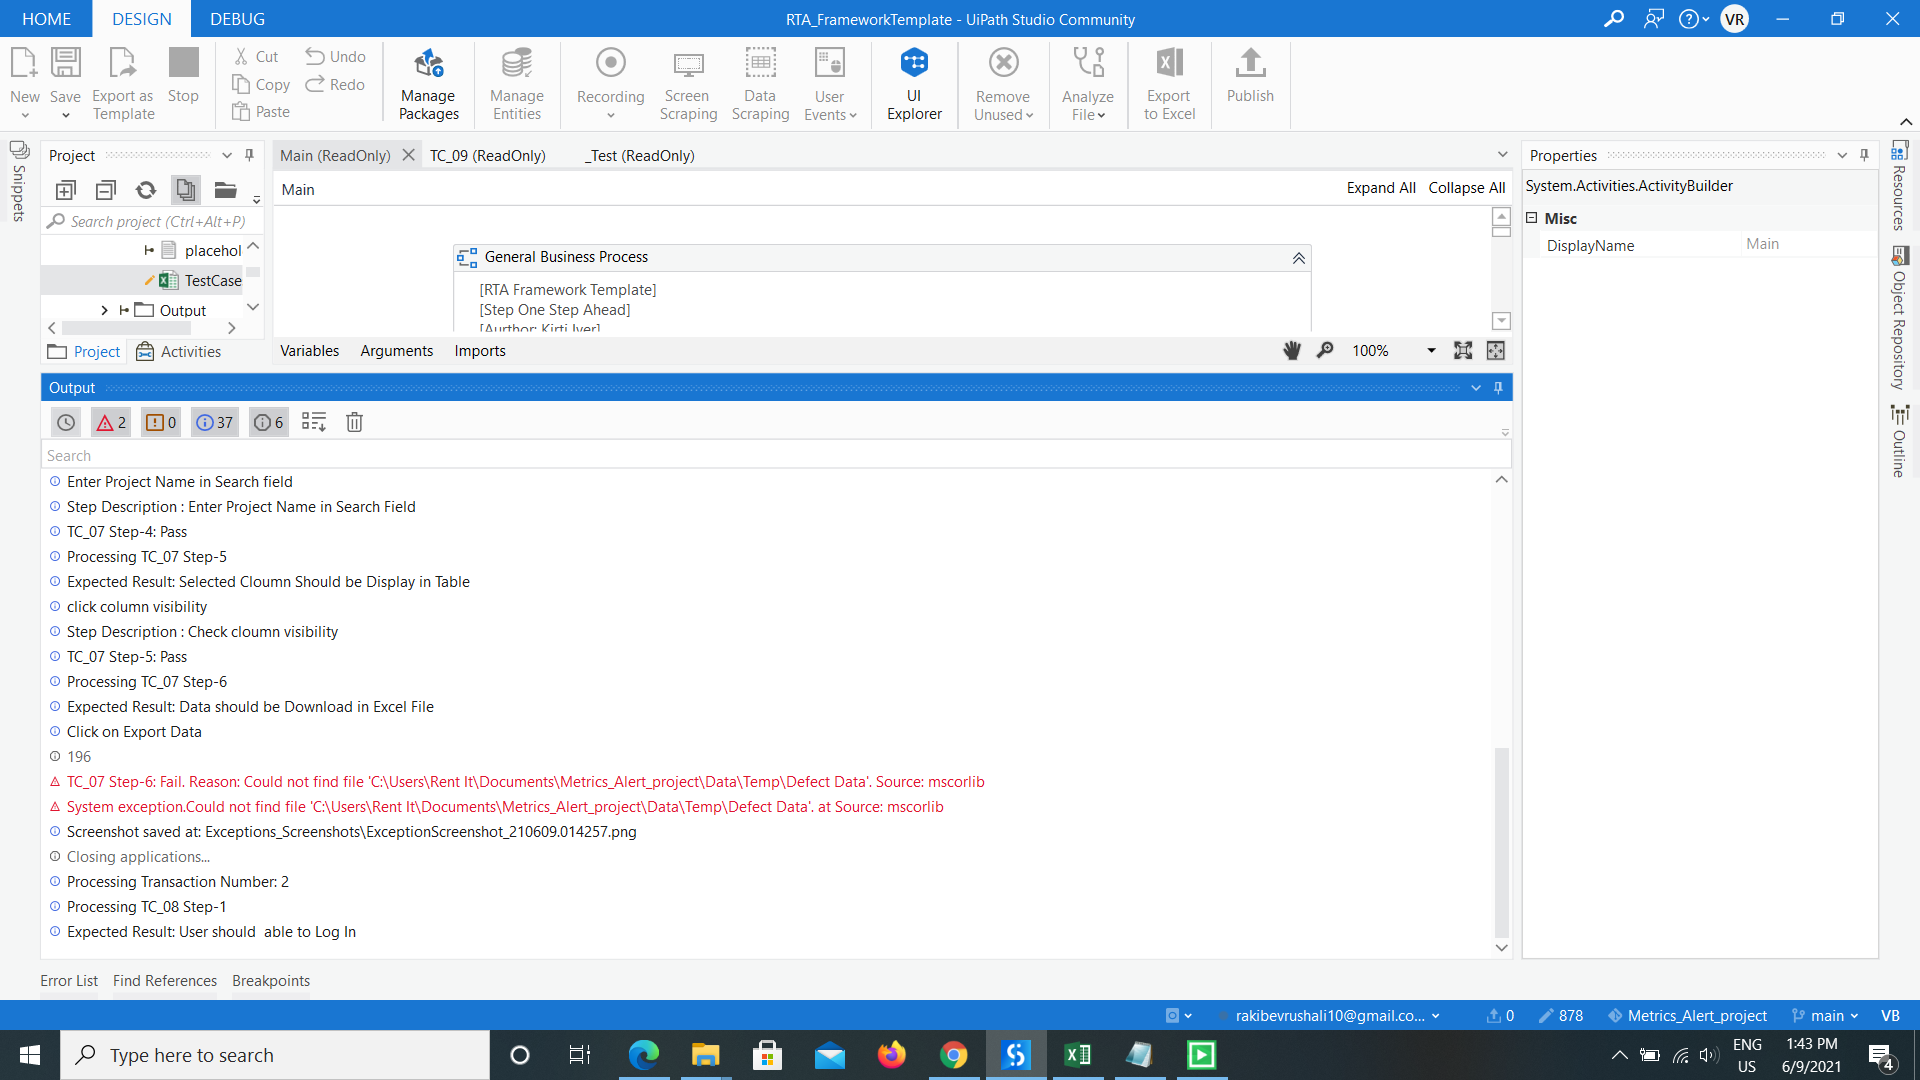 HOME DESIGN DEBUG RTA_FrameworkTemplate - UiPath Studio Community VR
New Save Export as Template Stop Cut Copy Paste Undo Redo Manage Packages Manage Entities Recording Screen Scraping Data Scraping User Events UI Explorer Remove Unused Analyze File Export to Excel Publish
Snippets
Project
Search project (Ctrl+Alt+P)
placehol
TestCase
Output
Project Activities
Main (ReadOnly) TC_09 (ReadOnly) _Test (ReadOnly)
Main Expand All Collapse All
General Business Process
[RTA Framework Template]
[Step One Step Ahead]
[Aurthor: Kirti Iyer]
Variables Arguments Imports 100%
Properties
System.Activities.ActivityBuilder
Misc
DisplayName Main
Resources
Object Repository
Outline
Output
2 0 37 6
Search
Enter Project Name in Search field
Step Description : Enter Project Name in Search Field
TC_07 Step-4: Pass
Processing TC_07 Step-5
Expected Result: Selected Cloumn Should be Display in Table
click column visibility
Step Description : Check cloumn visibility
TC_07 Step-5: Pass
Processing TC_07 Step-6
Expected Result: Data should be Download in Excel File
Click on Export Data
196
TC_07 Step-6: Fail. Reason: Could not find file 'C:\Users\Rent It\Documents\Metrics_Alert_project\Data\Temp\Defect Data'. Source: mscorlib
System exception.Could not find file 'C:\Users\Rent It\Documents\Metrics_Alert_project\Data\Temp\Defect Data'. at Source: mscorlib
Screenshot saved at: Exceptions_Screenshots\ExceptionScreenshot_210609.014257.png
Closing applications...
Processing Transaction Number: 2
Processing TC_08 Step-1
Expected Result: User should  able to Log In
Error List Find References Breakpoints
rakibevrushali10@gmail.co... 0 878 Metrics_Alert_project main VB
Type here to search
ENG US
1:43 PM
6/9/2021
4